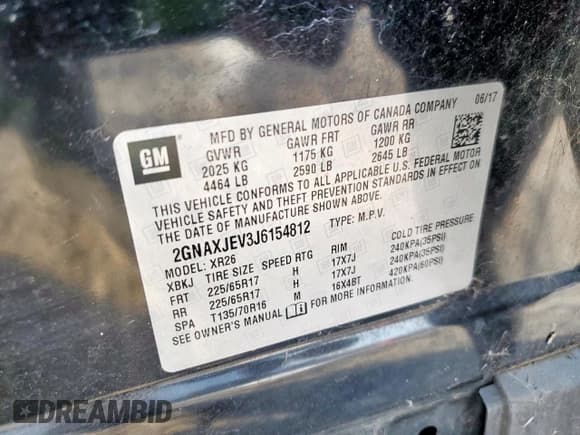 GM
MFD BY GENERAL MOTORS OF CANADA COMPANY 06/17
GVWR GAWR FRT GAWR RR
2025 KG 1175 KG 1200 KG
4464 LB 2590 LB 2645 LB
THIS VEHICLE CONFORMS TO ALL APPLICABLE U.S. FEDERAL MOTOR
VEHICLE SAFETY AND THEFT PREVENTION STANDARDS IN EFFECT ON
THE DATE OF MANUFACTURE SHOWN ABOVE.
2GNAXJEV3J6154812 TYPE: M.P.V.
MODEL: XR26 COLD TIRE PRESSURE
XBKJ TIRE SIZE SPEED RTG RIM
FRT 225/65R17 H 17X7J 240KPA(35PSI)
RR 225/65R17 H 17X7J 240KPA(35PSI)
SPA T135/70R16 M 16X4BT 420KPA(60PSI)
SEE OWNER'S MANUAL FOR MORE INFORMATION
DREAMBID